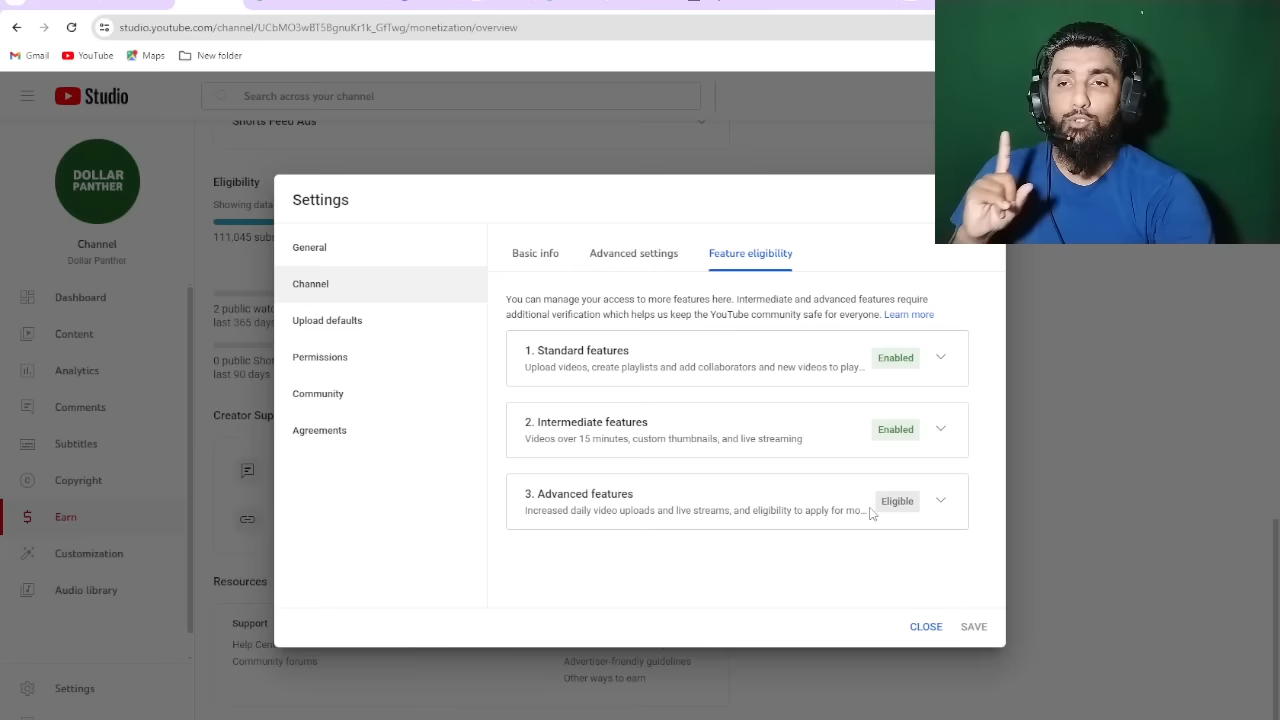 studio.youtube.com/channel/UCbMO3wBT5BgnuKr1k_GfTwg/monetization/overview
Gmail
YouTube
Maps
New folder
Studio
Search across your channel
DOLLAR
PANTHER
Channel
Dollar Panther
Dashboard
Content
Analytics
Comments
Subtitles
Copyright
Earn
Customization
Audio library
Settings
Shorts Feed Ads
Eligibility
Showing data
111,045 subs
2 public watc
last 365 days
0 public Shor
last 90 days
Creator Sup
Resources
Support
Help Cen
Community forums
Advertiser-friendly guidelines
Other ways to earn
Settings
General
Channel
Upload defaults
Permissions
Community
Agreements
Basic info
Advanced settings
Feature eligibility
You can manage your access to more features here. Intermediate and advanced features require
additional verification which helps us keep the YouTube community safe for everyone. Learn more
1. Standard features
Upload videos, create playlists and add collaborators and new videos to play...
Enabled
2. Intermediate features
Videos over 15 minutes, custom thumbnails, and live streaming
Enabled
3. Advanced features
Increased daily video uploads and live streams, and eligibility to apply for mo...
Eligible
CLOSE
SAVE